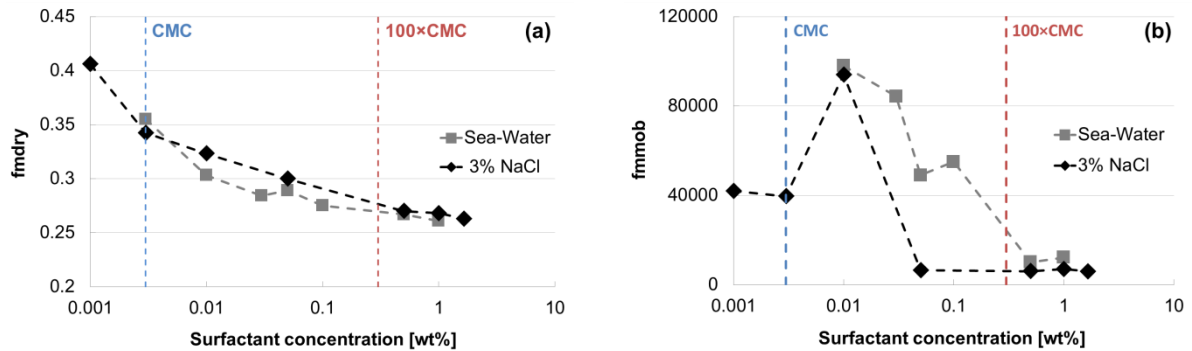 0.45
CMC
100×CMC
(a)
0.4
0.35
0.3
0.25
0.2
fmdry
Sea-Water
3% NaCl
0.001
0.01
0.1
1
10
Surfactant concentration [wt%]
120000
CMC
100×CMC
(b)
80000
40000
0
fmmob
Sea-Water
3% NaCl
0.001
0.01
0.1
1
10
Surfactant concentration [wt%]